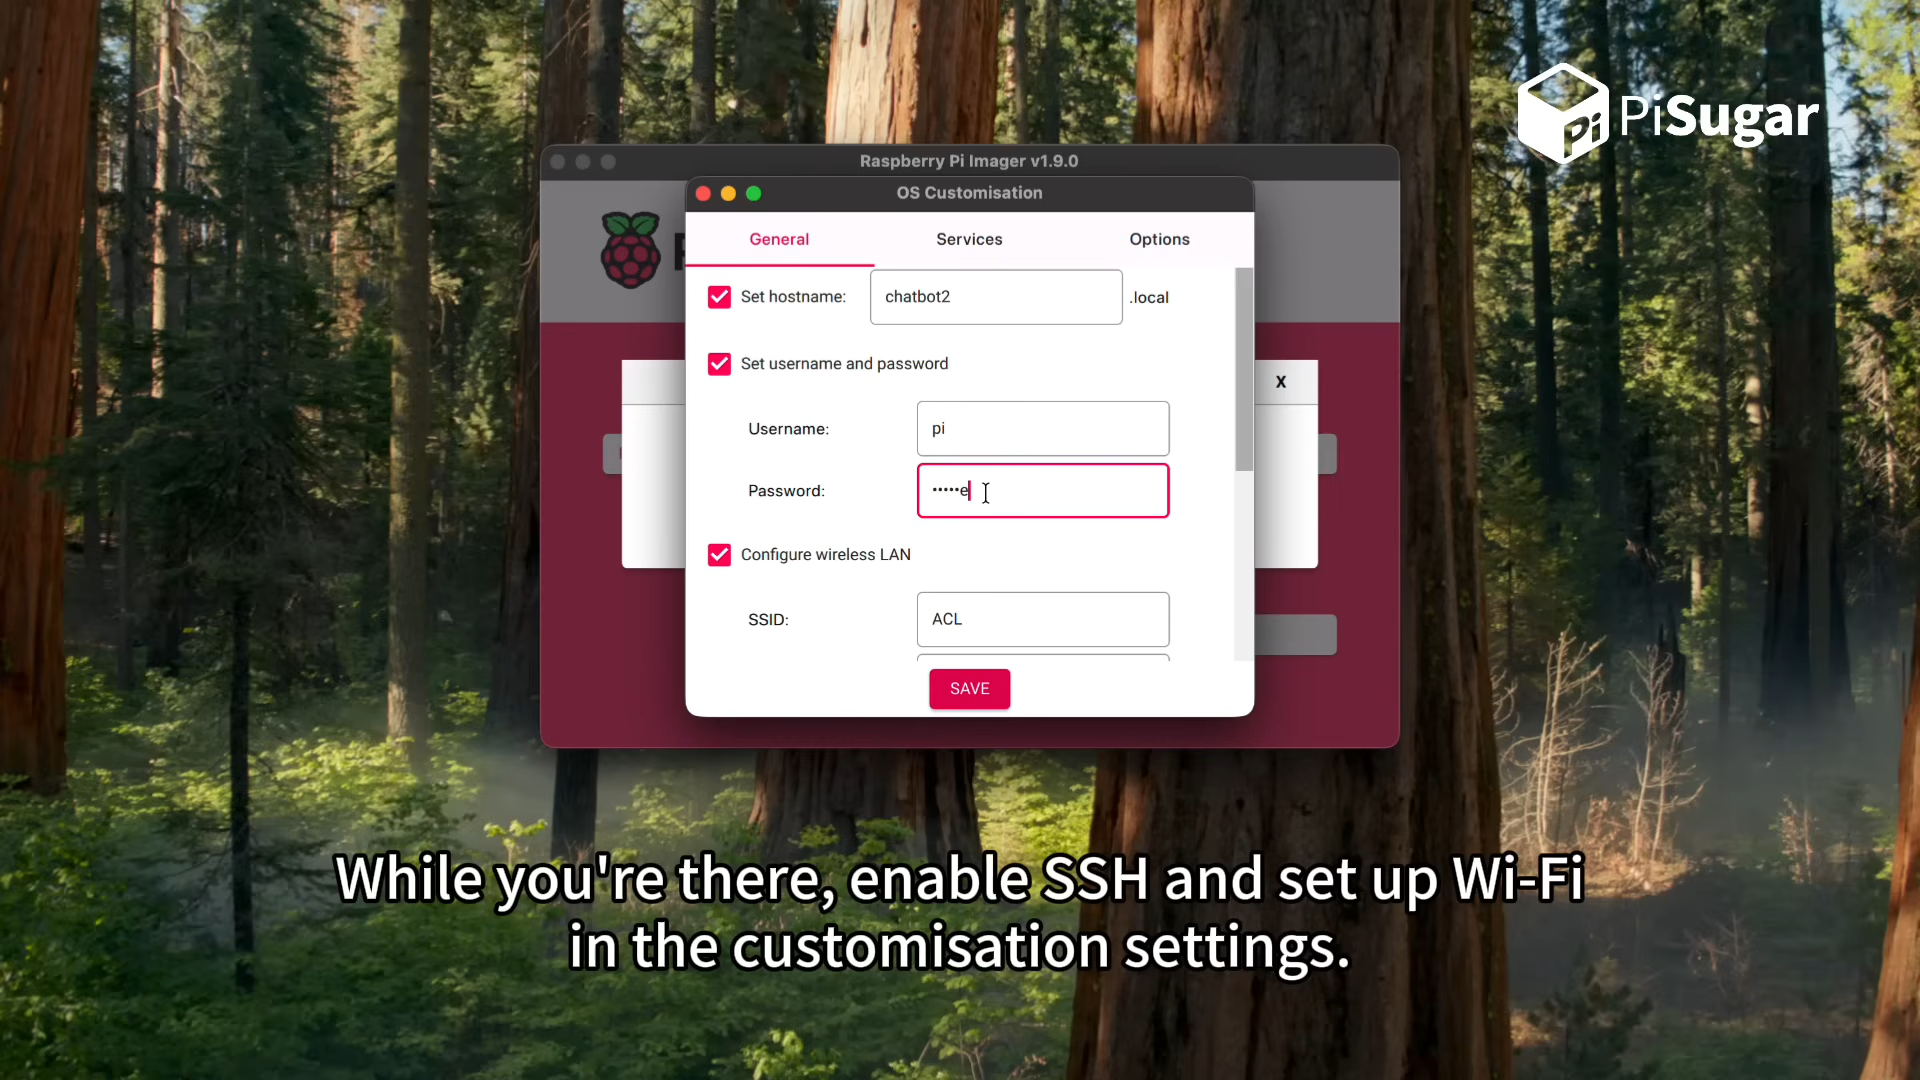 PiSugar
Raspberry Pi Imager v1.9.0
OS Customisation
General Services Options
Set hostname: chatbot2 .local
Set username and password
X
Username: pi
Password: •••••e
Configure wireless LAN
SSID: ACL
SAVE
While you're there, enable SSH and set up Wi-Fi
in the customisation settings.